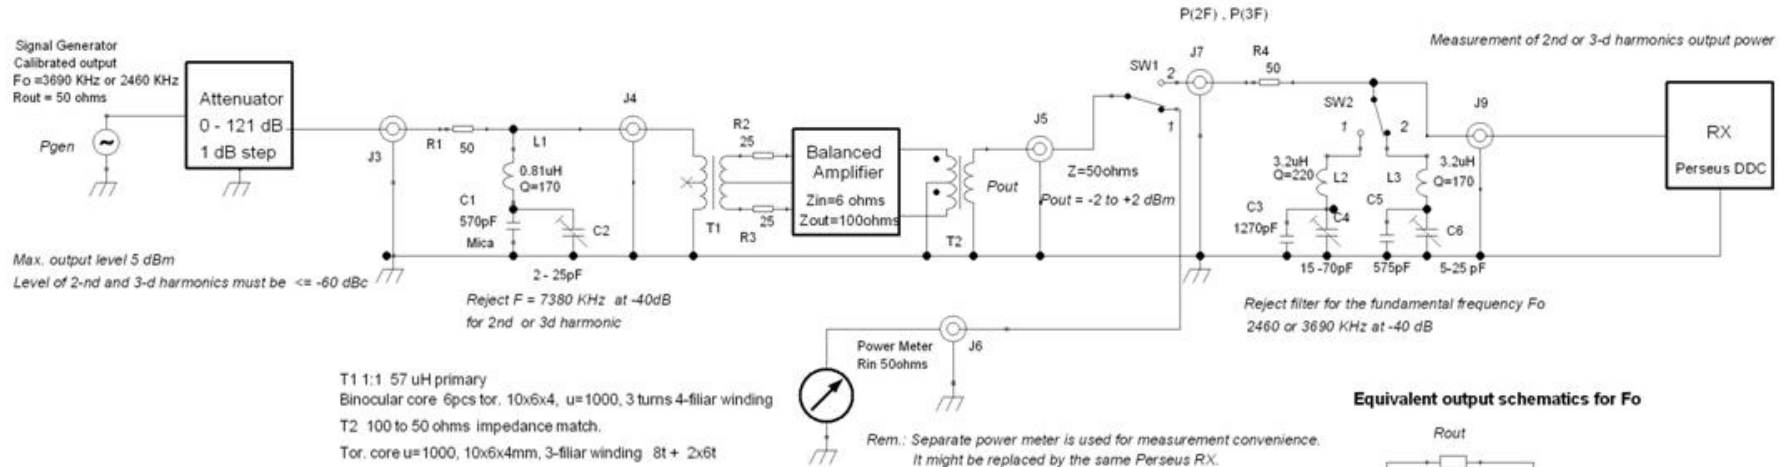 P(2F) , P(3F)
Signal Generator
Calibrated output
Fo =3690 KHz or 2460 KHz
Rout = 50 ohms
Pgen
Attenuator
0 - 121 dB
1 dB step
Max. output level 5 dBm
Level of 2-nd and 3-d harmonics must be <= -60 dBc
J3
R1
50
L1
0.81uH
Q=170
C1
570pF
Mica
C2
2 - 25pF
Reject F = 7380 KHz at -40dB
for 2nd or 3d harmonic
J4
T1
R2
25
25
R3
Balanced
Amplifier
Zin=6 ohms
Zout=100ohms
T2
Pout
J5
Z=50ohms
Pout = -2 to +2 dBm
SW1
2
1
J7
R4
50
Measurement of 2nd or 3-d harmonics output power
SW2
1
2
J9
3.2uH
Q=220
L2
L3
3.2uH
Q=170
C3
1270pF
C4
C5
C6
15 -70pF
575pF
5-25 pF
RX
Perseus DDC
Reject filter for the fundamental frequency Fo
2460 or 3690 KHz at -40 dB
Power Meter
Rin 50ohms
J6
T1 1:1 57 uH primary
Binocular core 6pcs tor. 10x6x4, u=1000, 3 turns 4-filiar winding
T2 100 to 50 ohms impedance match.
Tor. core u=1000, 10x6x4mm, 3-filiar winding 8t + 2x6t
Rem.: Separate power meter is used for measurement convenience.
It might be replaced by the same Perseus RX.
Equivalent output schematics for Fo
Rout